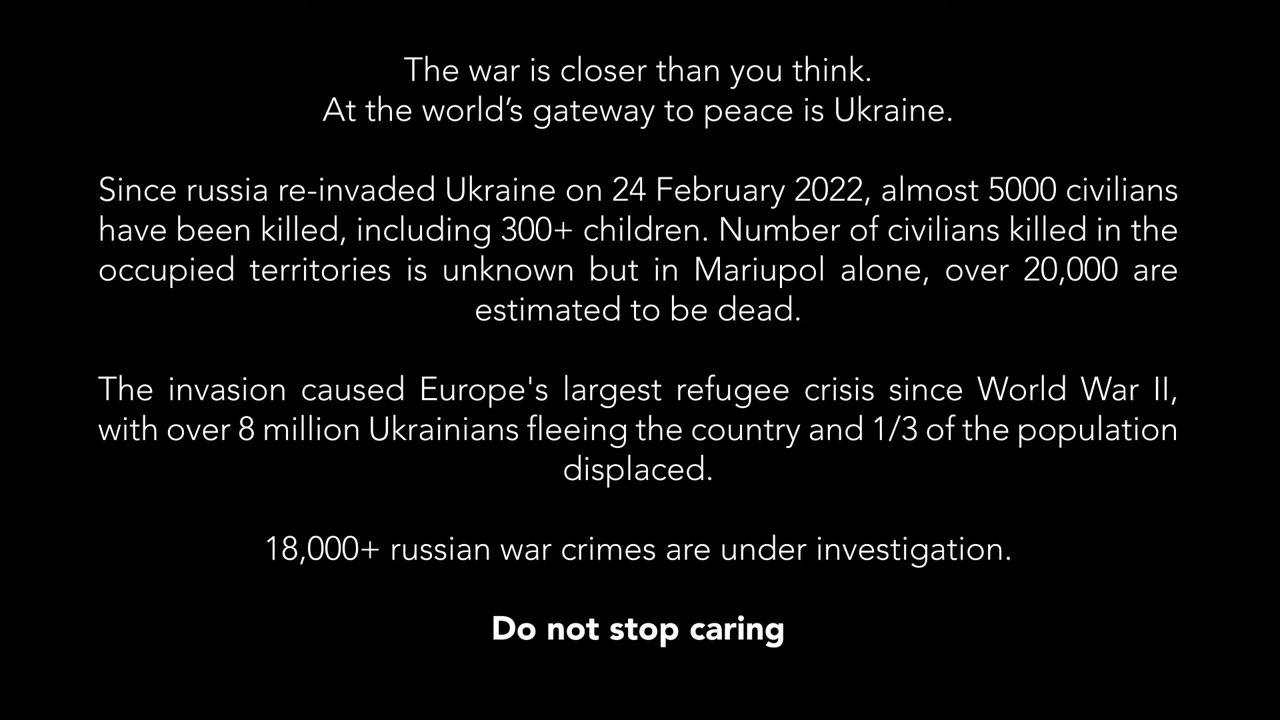 The war is closer than you think.
At the world’s gateway to peace is Ukraine.
Since russia re-invaded Ukraine on 24 February 2022, almost 5000 civilians
have been killed, including 300+ children. Number of civilians killed in the
occupied territories is unknown but in Mariupol alone, over 20,000 are
estimated to be dead.
The invasion caused Europe's largest refugee crisis since World War II,
with over 8 million Ukrainians fleeing the country and 1/3 of the population
displaced.
18,000+ russian war crimes are under investigation.
Do not stop caring